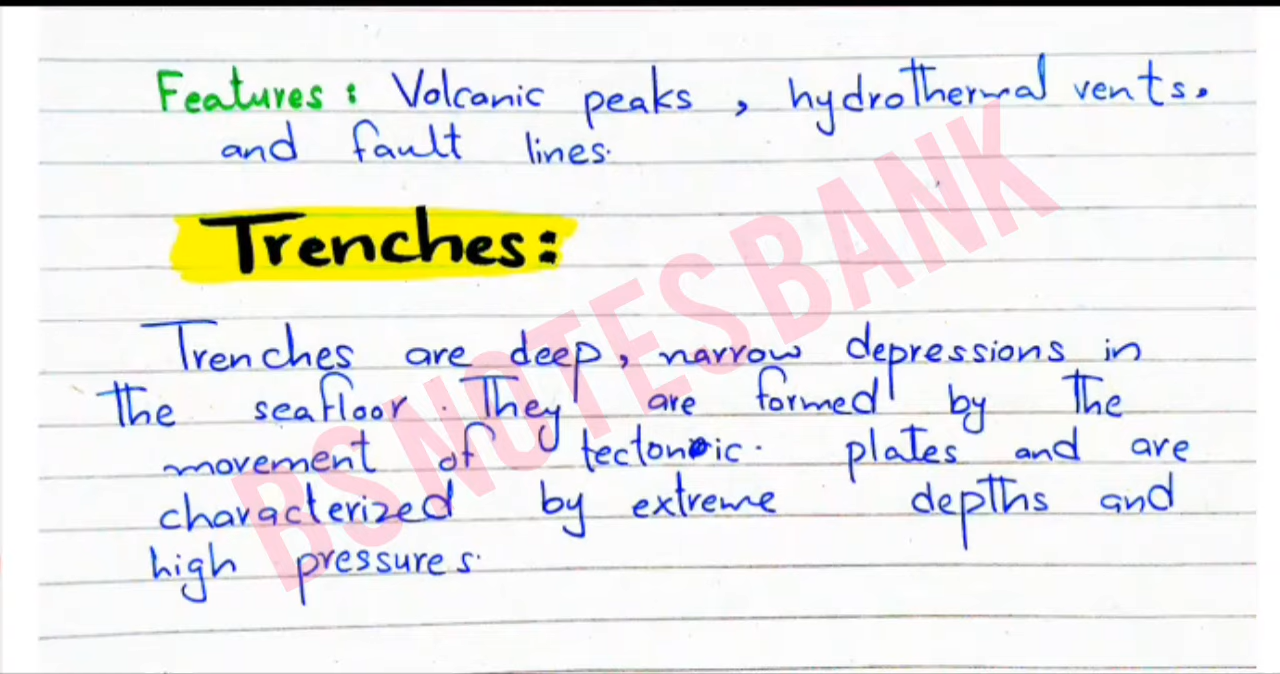 Features: Volcanic peaks, hydrothermal vents.
and fault lines.
Trenches:
Trenches are deep, narrow depressions in
the seafloor. They are formed by the
movement of tectonic. plates and are
characterized by extreme depths and
high pressures.
BSNOTESBANK